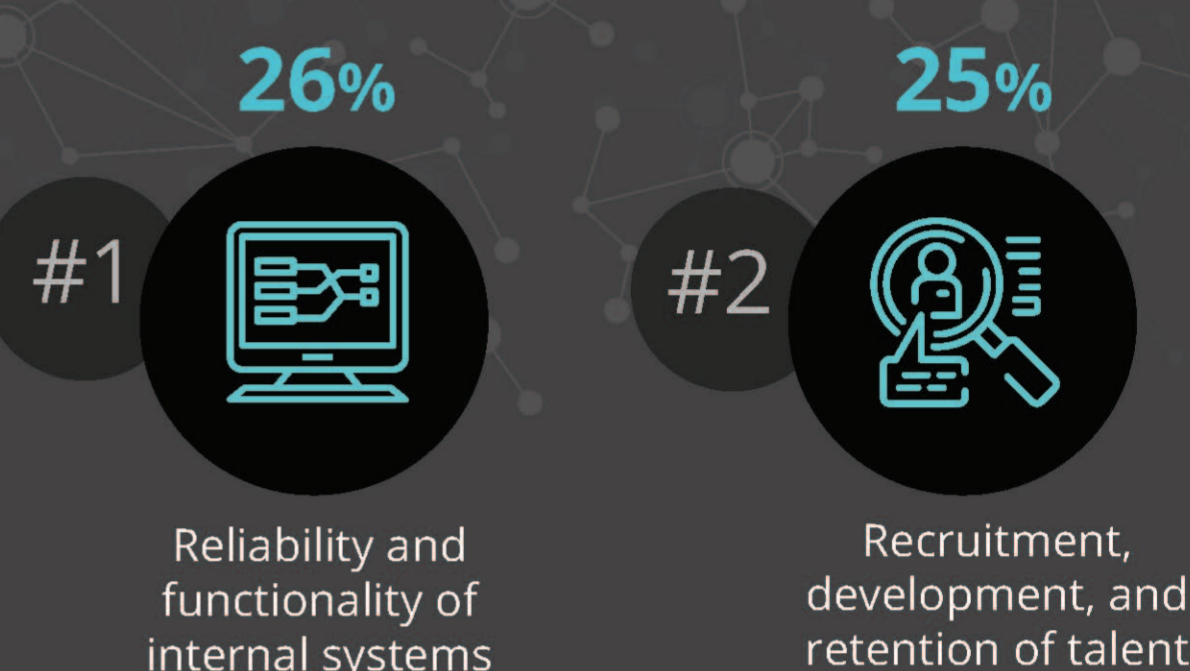 26%
#1
Reliability and
functionality of
internal systems
25%
#2
Recruitment,
development, and
retention of talent